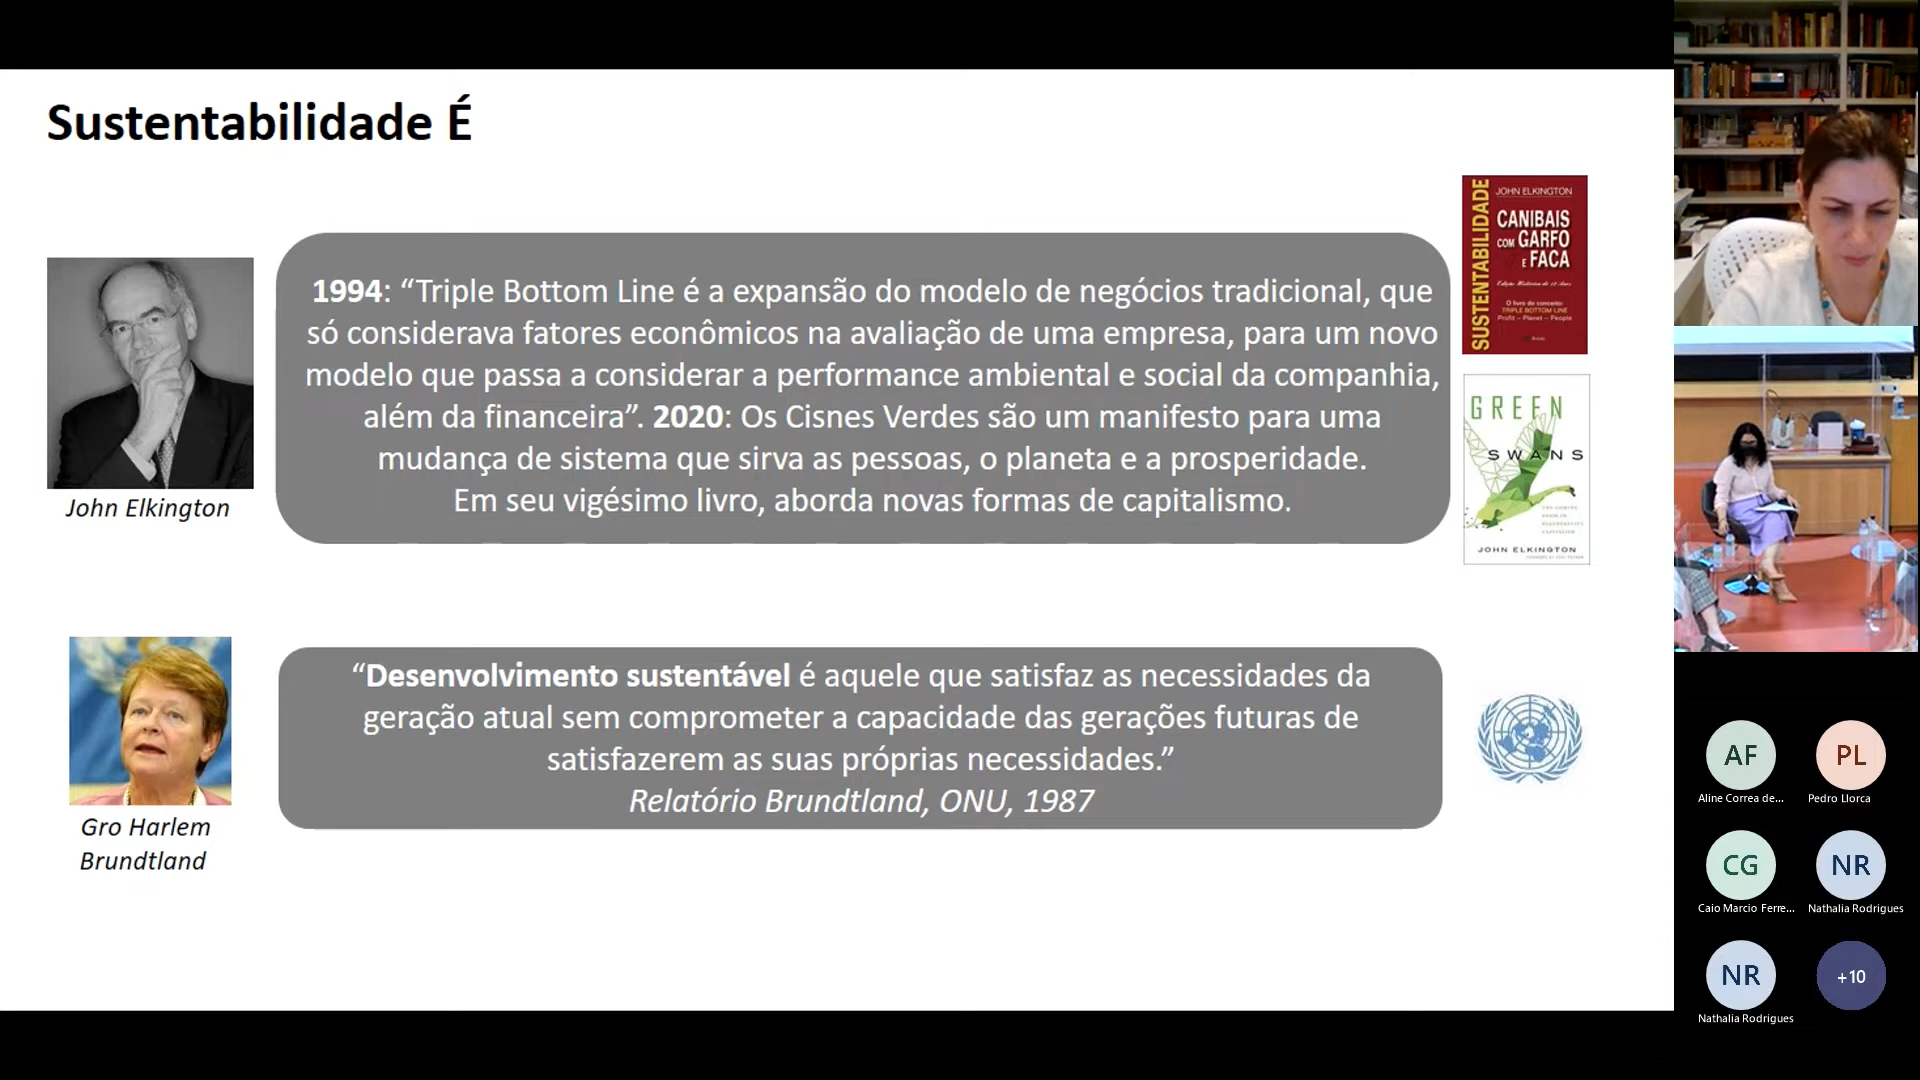 Sustentabilidade É
1994: “Triple Bottom Line é a expansão do modelo de negócios tradicional, que
só considerava fatores econômicos na avaliação de uma empresa, para um novo
modelo que passa a considerar a performance ambiental e social da companhia,
além da financeira”. 2020: Os Cisnes Verdes são um manifesto para uma
mudança de sistema que sirva as pessoas, o planeta e a prosperidade.
Em seu vigésimo livro, aborda novas formas de capitalismo.
John Elkington
SUSTENTABILIDADE
JOHN ELKINGTON
CANIBAIS
COM GARFO
E FACA
TRIPLE BOTTOM LINE
Profit – Planet – People
GREEN
SWANS
JOHN ELKINGTON
“Desenvolvimento sustentável é aquele que satisfaz as necessidades da
geração atual sem comprometer a capacidade das gerações futuras de
satisfazerem as suas próprias necessidades.”
Relatório Brundtland, ONU, 1987
Gro Harlem
Brundtland
AF
Aline Correa de...
PL
Pedro Llorca
CG
Caio Marcio Ferre...
NR
Nathalia Rodrigues
NR
Nathalia Rodrigues
+10